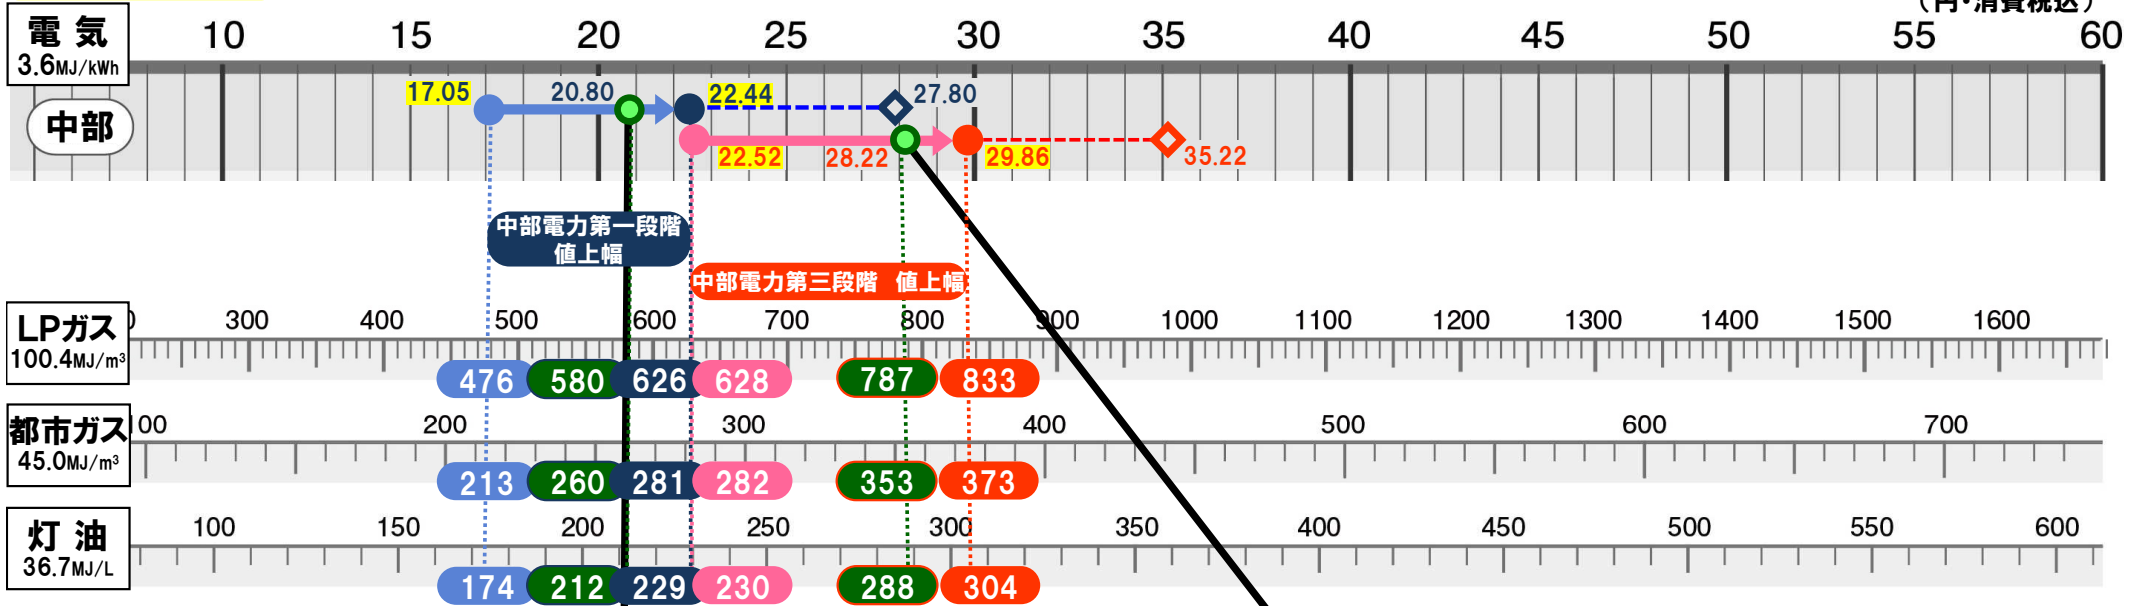 （円・消費税込）
電 気
3.6MJ/kWh
10 15 20 25 30 35 40 45 50 55 60
中部
17.05 20.80 22.44 27.80
22.52 28.22 29.86 35.22
中部電力第一段階
値上幅
中部電力第三段階 値上幅
LPガス
100.4MJ/m³
300 400 500 600 700 800 900 1000 1100 1200 1300 1400 1500 1600
476 580 626 628 787 833
都市ガス
45.0MJ/m³
100 200 300 400 500 600 700
213 260 281 282 353 373
灯 油
36.7MJ/L
100 150 200 250 300 350 400 450 500 550 600
174 212 229 230 288 304